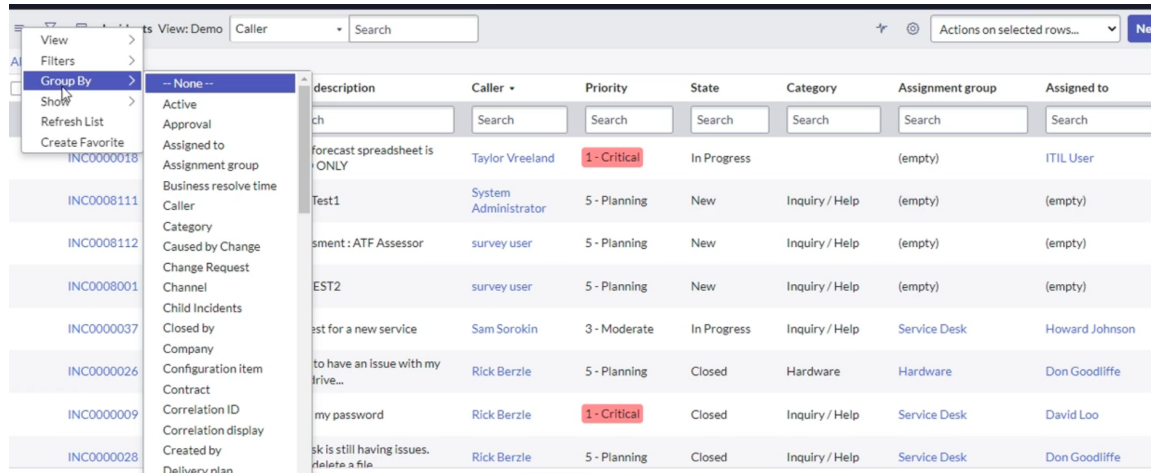 ts View: Demo Caller Search Actions on selected rows... Ne
View
Filters
Group By
Show
Refresh List
Create Favorite
-- None --
Active
Approval
Assigned to
Assignment group
Business resolve time
Caller
Category
Caused by Change
Change Request
Channel
Child Incidents
Closed by
Company
Configuration item
Contract
Correlation ID
Correlation display
Created by
Delivery plan
description Caller Priority State Category Assignment group Assigned to
ch Search Search Search Search Search Search
INC0000018 forecast spreadsheet is Taylor Vreeland 1 - Critical In Progress (empty) ITIL User
ONLY
INC0008111 Test1 System Administrator 5 - Planning New Inquiry / Help (empty) (empty)
INC0008112 sment : ATF Assessor survey user 5 - Planning New Inquiry / Help (empty) (empty)
INC0008001 EST2 survey user 5 - Planning New Inquiry / Help (empty) (empty)
INC0000037 est for a new service Sam Sorokin 3 - Moderate In Progress Inquiry / Help Service Desk Howard Johnson
INC0000026 to have an issue with my Rick Berzle 5 - Planning Closed Hardware Hardware Don Goodliffe
drive...
INC0000009 my password Rick Berzle 1 - Critical Closed Inquiry / Help Service Desk David Loo
INC0000028 sk is still having issues. Rick Berzle 5 - Planning Closed Inquiry / Help Service Desk Don Goodliffe
delete a file